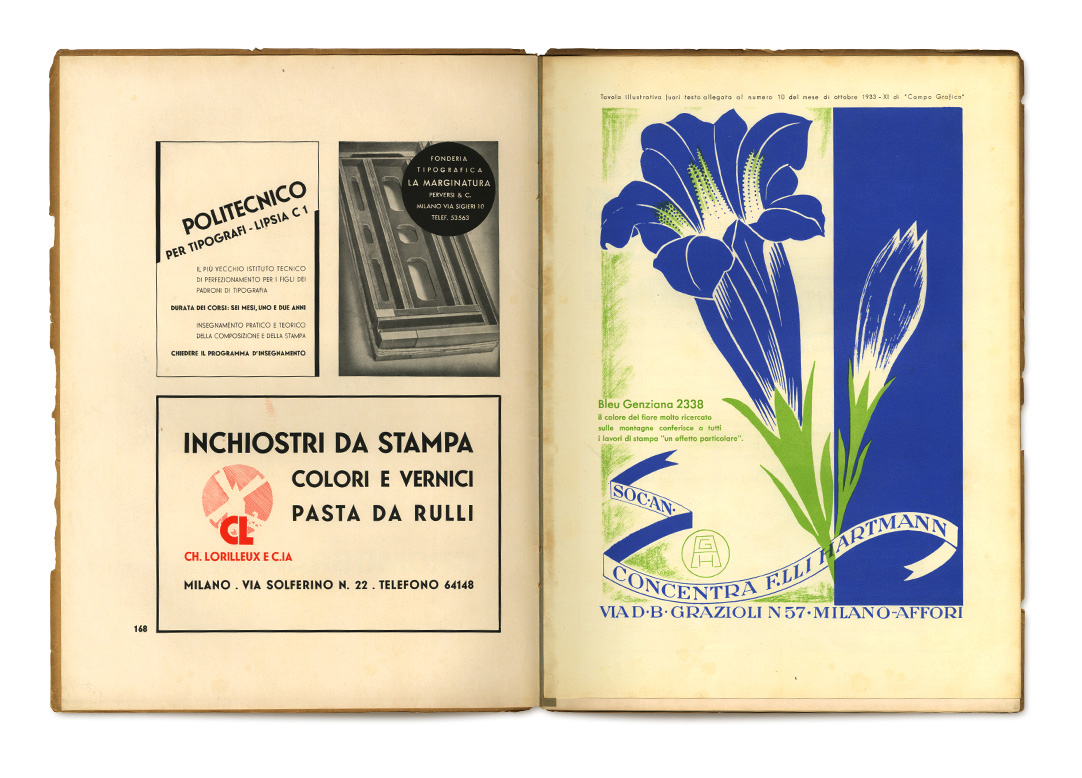 POLITECNICO
PER TIPOGRAFI - LIPSIA C 1
IL PIÙ VECCHIO ISTITUTO TECNICO
DI PERFEZIONAMENTO PER I FIGLI DEI
PADRONI DI TIPOGRAFIA
DURATA DEI CORSI: SEI MESI, UNO E DUE ANNI
INSEGNAMENTO PRATICO E TEORICO
DELLA COMPOSIZIONE E DELLA STAMPA
CHIEDERE IL PROGRAMMA D'INSEGNAMENTO
FONDERIA
TIPOGRAFICA
LA MARGINATURA
PERVERSI & C.
MILANO VIA SIGIERI 10
TELEF. 53563
INCHIOSTRI DA STAMPA
COLORI E VERNICI
PASTA DA RULLI
CL
CH. LORILLEUX E C.IA
MILANO . VIA SOLFERINO N. 22 . TELEFONO 64148
168
Tavola illustrativa fuori testo allegata al numero 10 del mese di ottobre 1933 - XI di "Campo Grafico"
Bleu Genziana 2338
il colore del fiore molto ricercato
sulle montagne conferisce a tutti
i lavori di stampa "un effetto particolare".
SOC·AN·
GAH
CONCENTRA F.LLI HARTMANN
VIA D·B·GRAZIOLI N 57·MILANO-AFFORI